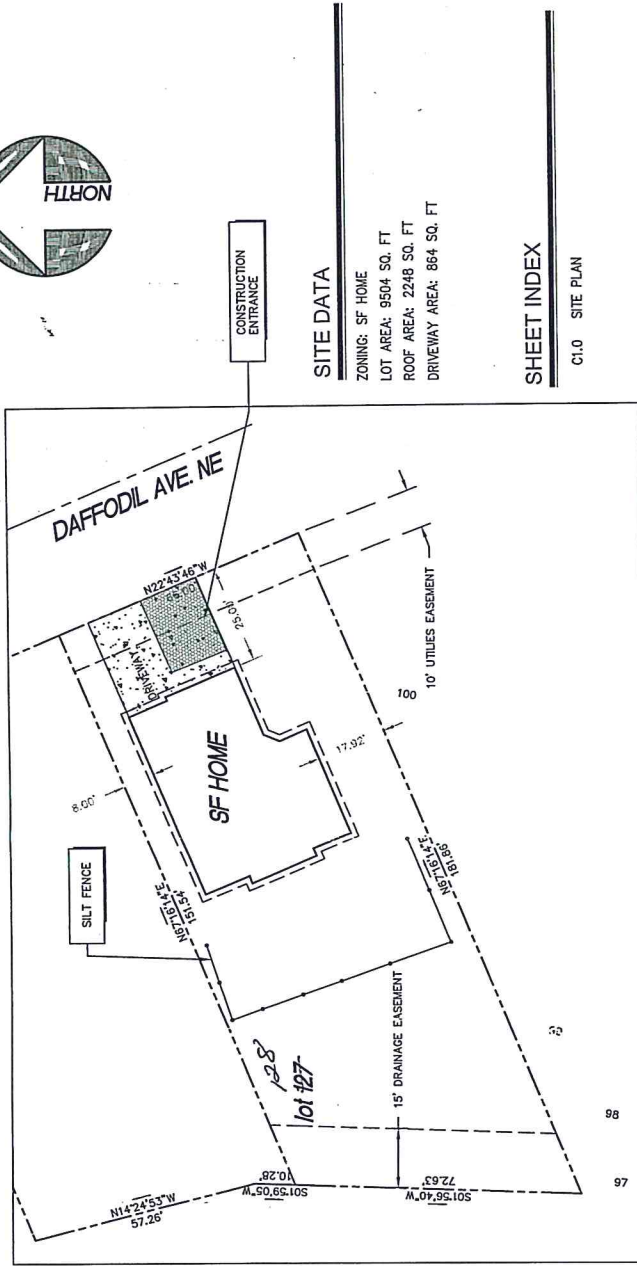 NORTH
CONSTRUCTION
ENTRANCE
SITE DATA
ZONING: SF HOME
LOT AREA: 9504 SQ. FT
ROOF AREA: 2248 SQ. FT
DRIVEWAY AREA: 864 SQ. FT
SHEET INDEX
C1.0 SITE PLAN
DAFFODIL AVE. NE
N22°43'46"W
66.00'
DRIVEWAY
25.00'
SF HOME
8.00'
17.92'
100
10' UTILIES EASEMENT
SILT FENCE
N67°16'14"E
151.54'
N67°16'14"E
181.86'
128
lot 127
15' DRAINAGE EASEMENT
N14°24'53"W
57.26'
S01°59'05"W
10.28'
S01°56'40"W
72.63'
98
97